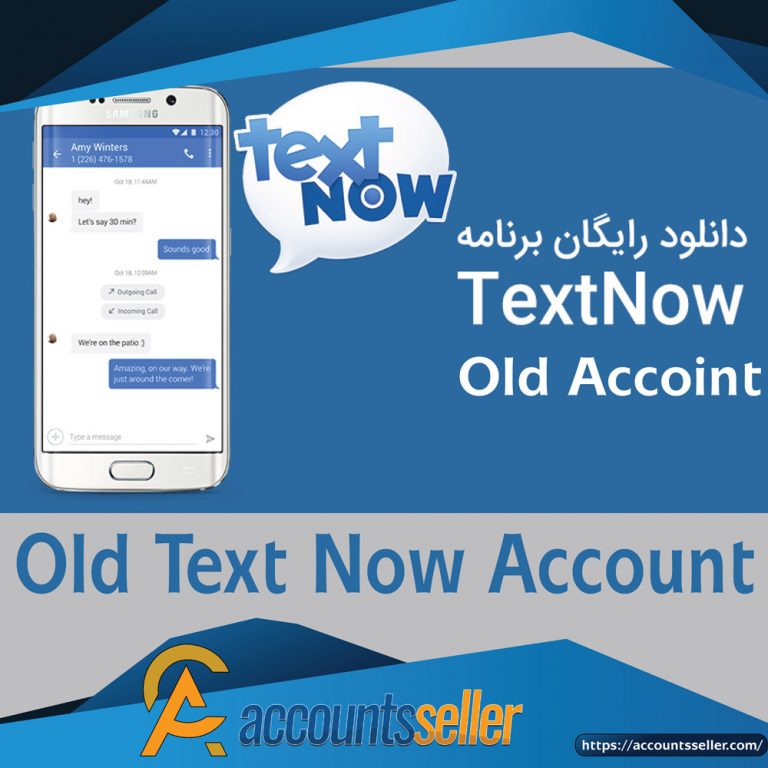 SAMSUNG
12:30
Amy Winters
1 (226) 476-1578
Oct 18, 11:44AM
hey!
Let's say 30 min?
Sounds good
Oct 18, 12:09AM
Outgoing Call
Incoming Call
We're on the patio :)
Amazing, on our way. We're
just around the corner!
Type a message
text
NOW
دانلود رایگان برنامه
TextNow
Old Accoint
Old Text Now Account
accountsseller
https://accountsseller.com/